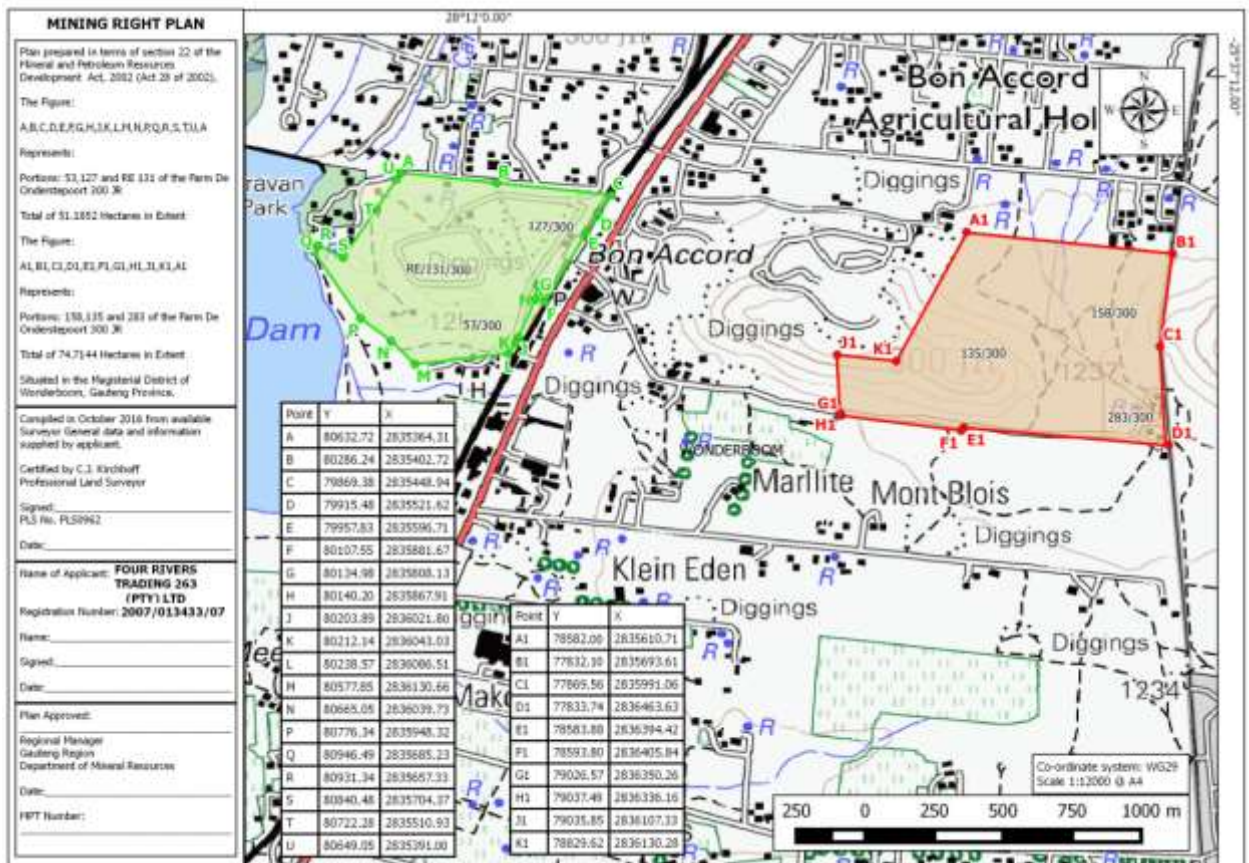 MINING RIGHT PLAN
Plan prepared in terms of section 22 of the
Mineral and Petroleum Resources
Development Act, 2002 (Act 28 of 2002).
The Figure:
A,B,C,D,E,F,G,H,J,K,L,M,N,P,Q,R,S,T,U,A
Represents:
Portions: 53,127 and RE 131 of the Farm De
Onderstepoort 300 JR
Total of 51.1852 Hectares in Extent
The Figure:
A1,B1,C1,D1,E1,F1,G1,H1,J1,K1,A1
Represents:
Portions: 158,135 and 283 of the Farm De
Onderstepoort 300 JR
Total of 74.7144 Hectares in Extent
Situated in the Magisterial District of
Wonderboom, Gauteng Province.
Compiled in October 2016 from available
Surveyor General data and information
supplied by applicant.
Certified by C.J. Kirchhoff
Professional Land Surveyor
Signed:
PLS No. PLS0962
Date:
Name of Applicant: FOUR RIVERS
TRADING 263
(PTY) LTD
Registration Number: 2007/013433/07
Name:
Signed:
Date:
Plan Approved:
Regional Manager
Gauteng Region
Department of Mineral Resources
Date:
MPT Number:
28°12'0.00"
-25°37'12.00"
Bon Accord
Agricultural Hol
N
W E
S
Diggings
aravan
Park
U A
B
C
T
D
E
Q R S
127/300
Diggings
RE/131/300
Bon Accord
G
H F
P W
53/300
P
N
M
K J
L
Dam
I H
Diggings
Diggings
A1
B1
158/300
C1
J1
K1
135/300
1237
283/300
G1
H1
F1 E1
D1
WONDERBOOM
Marllite
Mont Blois
Diggings
Klein Eden
Diggings
Diggings
1234
Point Y X
A 80632.72 2835364.31
B 80286.24 2835402.72
C 79869.38 2835448.94
D 79915.48 2835521.62
E 79957.83 2835596.71
F 80107.55 2835881.67
G 80134.98 2835808.13
H 80140.20 2835867.91
J 80203.89 2836021.80
K 80212.14 2836043.03
L 80238.57 2836086.51
M 80577.85 2836130.66
N 80665.05 2836039.73
P 80776.34 2835948.32
Q 80946.49 2835685.23
R 80931.34 2835657.33
S 80840.48 2835704.37
T 80722.28 2835510.93
U 80649.05 2835391.00
Point Y X
A1 78582.00 2835610.71
B1 77832.10 2835693.61
C1 77869.56 2835991.06
D1 77833.74 2836463.63
E1 78583.88 2836394.42
F1 78593.80 2836405.84
G1 79026.57 2836350.26
H1 79037.49 2836336.16
J1 79035.85 2836107.33
K1 78829.62 2836130.28
Co-ordinate system: WG29
Scale 1:12000 @ A4
250 0 250 500 750 1000 m